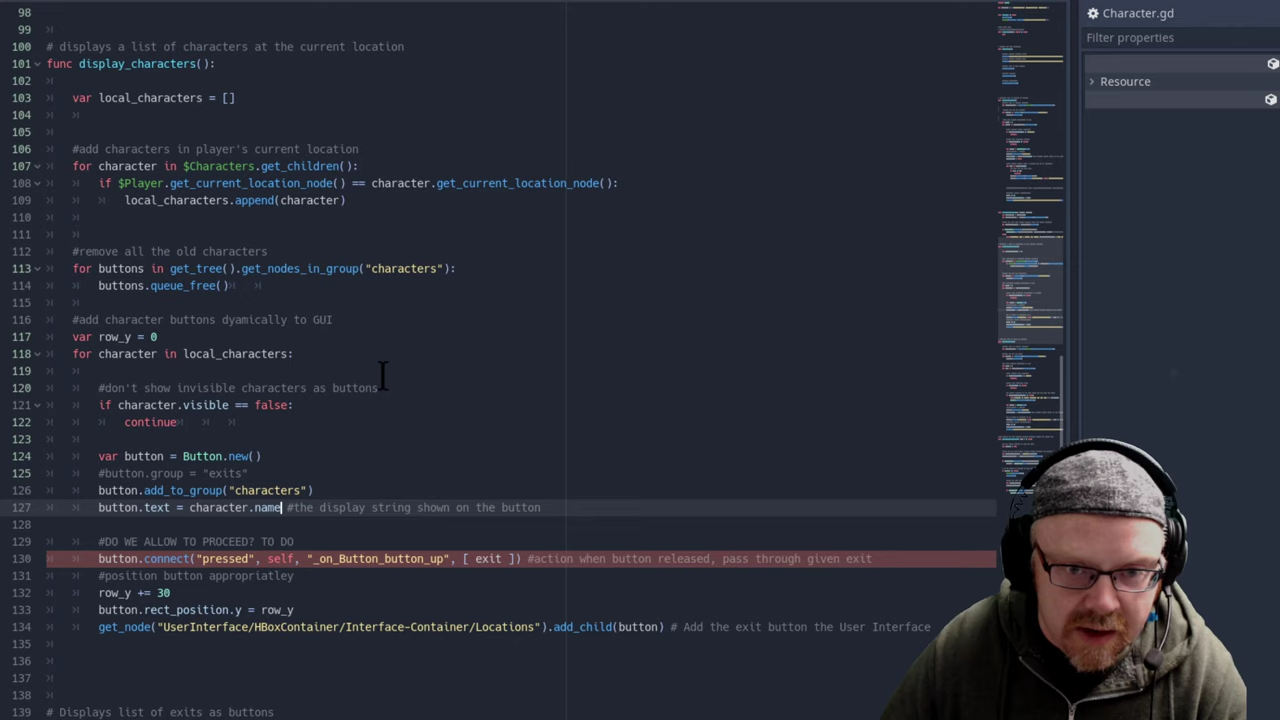 98
99
100 # displays a list of characters at the current location
101 func display_characters():
102
103 var local_characters = []
104
105
106 #add characters in player's current location
107 for character in $Characters.get_children():
108 if $Player.get_current_location_node() == character.get_current_location_node():
109 local_characters.append(character)
110
111
112 #remove all the old characters
113 for buttons in get_tree().get_nodes_in_group("characters"):
114 buttons.queue_free()
115
116 #add character buttons dyamically here
117 var row_y = 0
118 for character in local_characters:
119
120 #don't show invisible characters as buttons
121 if character.visible == false:
122 continue
123
124 var button = Button.new()
125 #button.group = "exits"
126 button.add_to_group("characters")
127 button.text = character.name #the display string shown on the button
128
129 #DO WE ALLOW TO PROCEED? TO DO
130 button.connect("pressed", self, "_on_Button_button_up", [ exit ]) #action when button released, pass through given exit
131 #position button appropriatley
132 row_y += 30
133 button.rect_position.y = row_y
134 get_node("UserInterface/HBoxContainer/Interface-Container/Locations").add_child(button) # Add the exit button the User Interface
135
136
137
138
139 # Displays list of exits as buttons
Character.gd
Filter properties
Resource